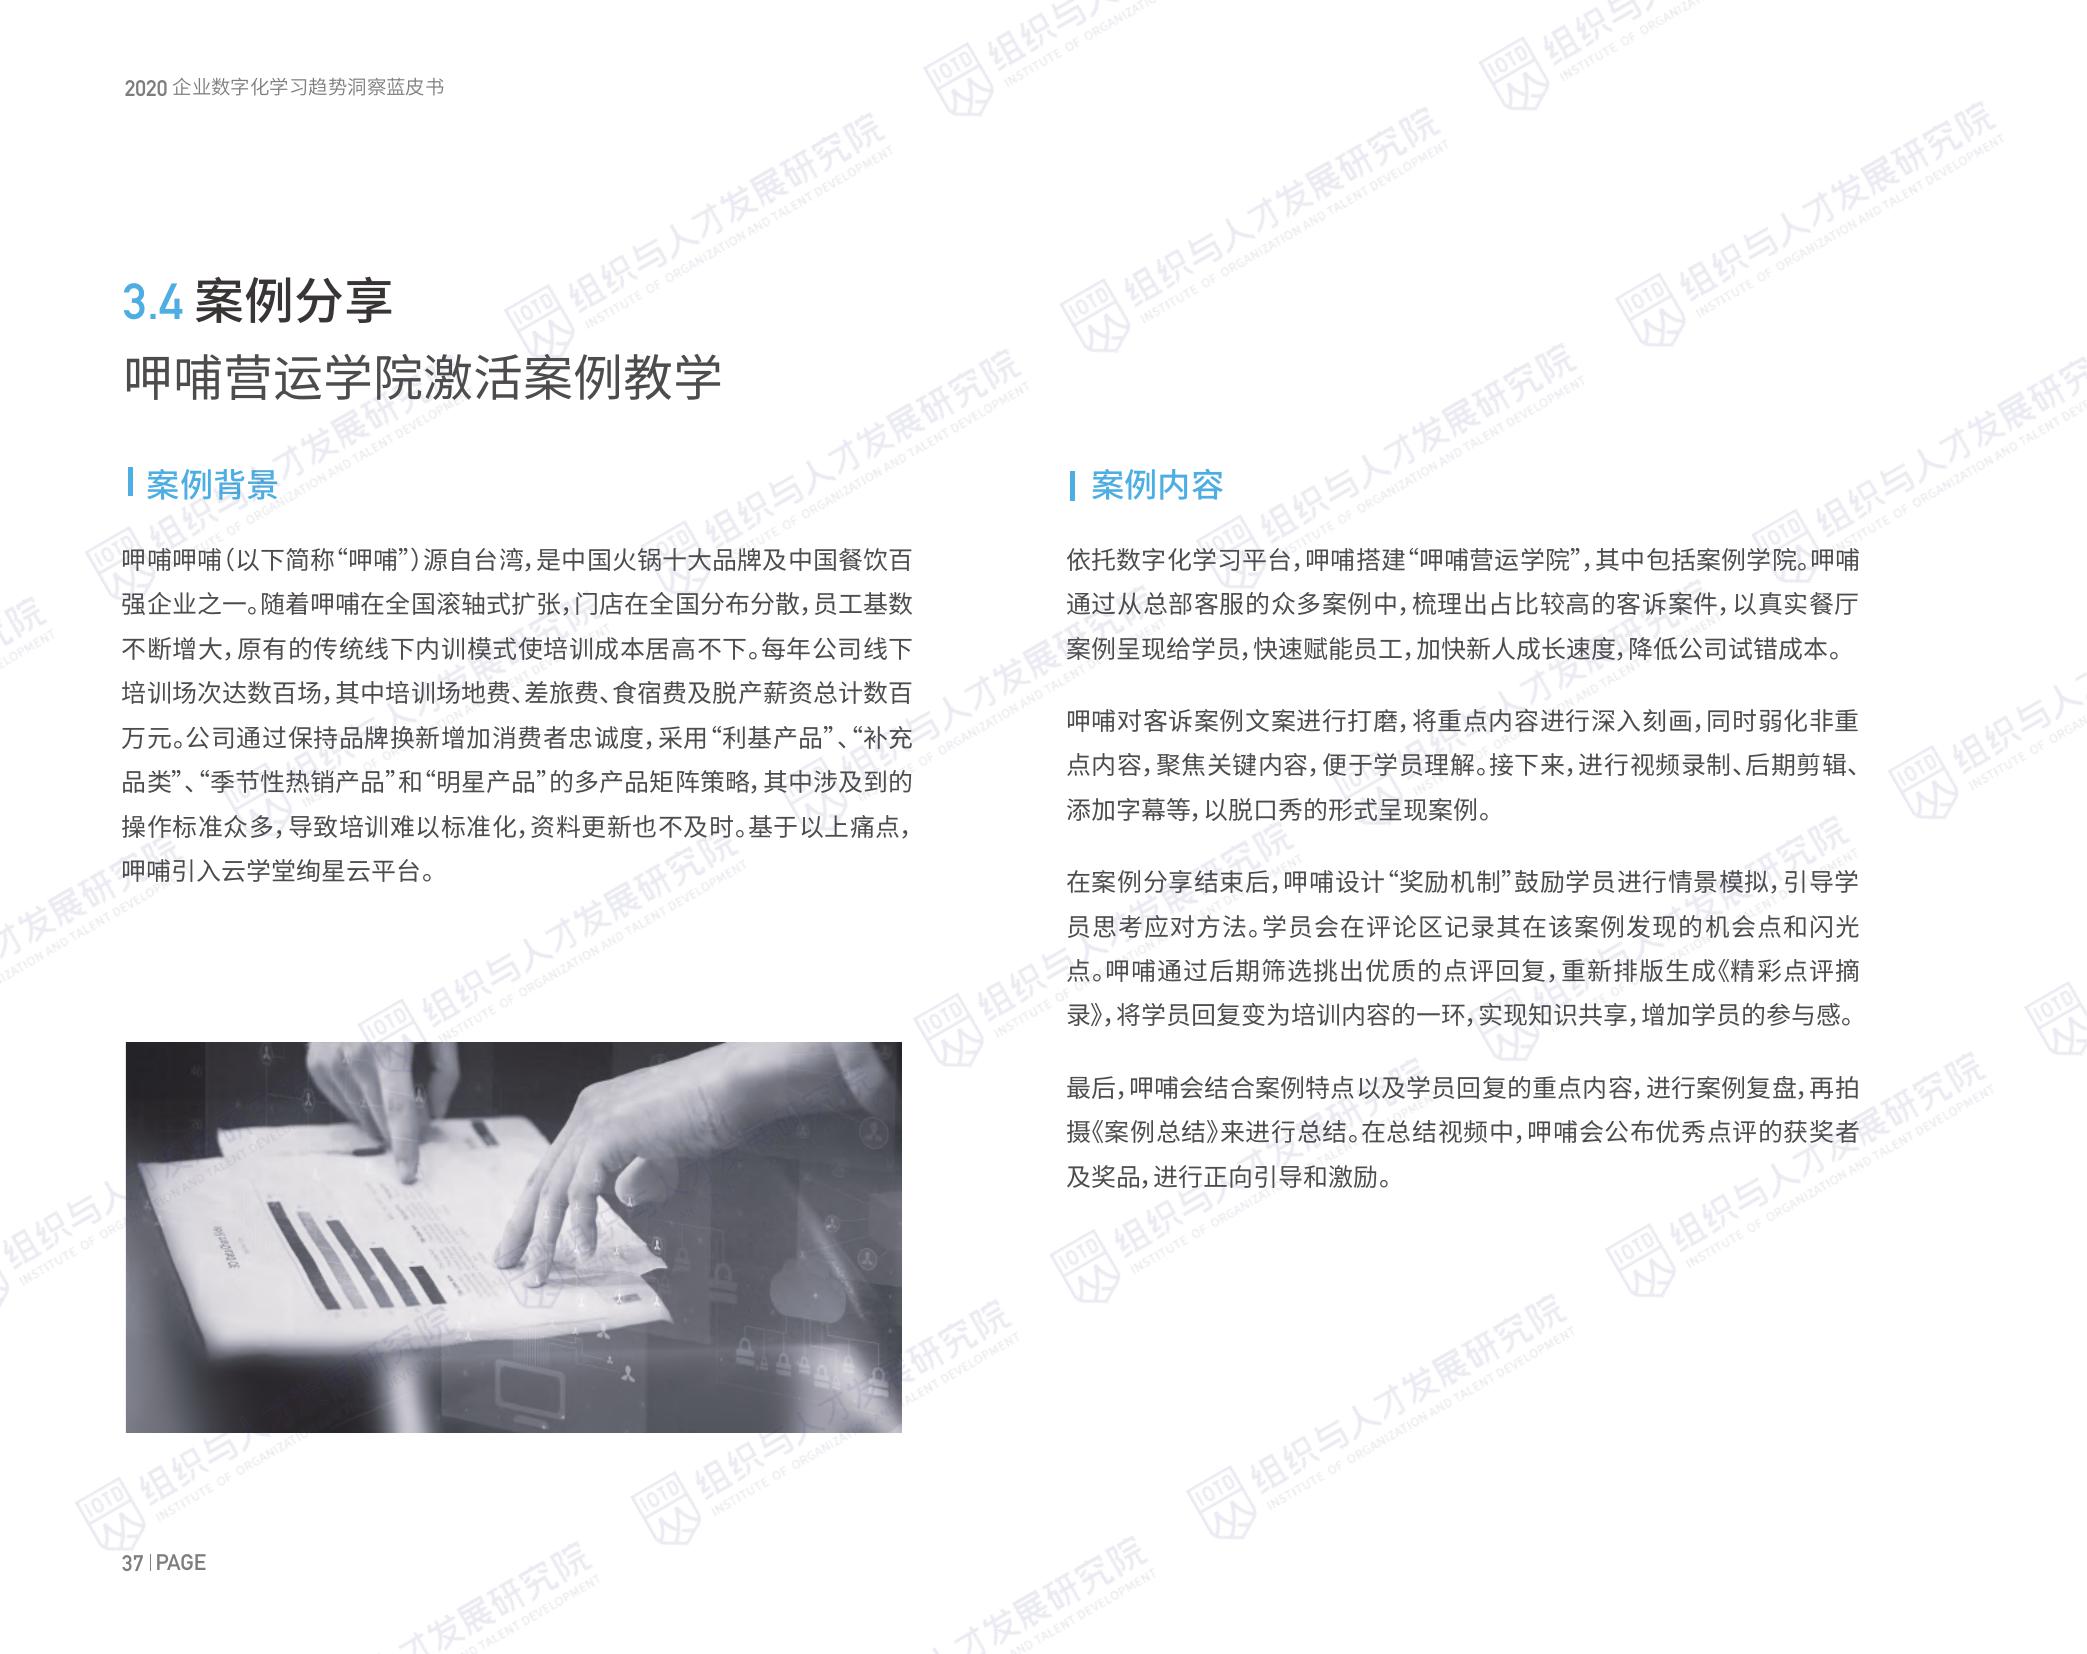 2020 企业数字化学习趋势洞察蓝皮书
3.4 案例分享
呷哺营运学院激活案例教学
案例背景
呷哺呷哺（以下简称“呷哺”）源自台湾，是中国火锅十大品牌及中国餐饮百
强企业之一。随着呷哺在全国滚轴式扩张，门店在全国分布分散，员工基数
不断增大，原有的传统线下内训模式使培训成本居高不下。每年公司线下
培训场次达数百场，其中培训场地费、差旅费、食宿费及脱产薪资总计数百
万元。公司通过保持品牌换新增加消费者忠诚度，采用“利基产品”、“补充
品类”、“季节性热销产品”和“明星产品”的多产品矩阵策略，其中涉及到的
操作标准众多，导致培训难以标准化，资料更新也不及时。基于以上痛点，
呷哺引入云学堂绚星云平台。
案例内容
依托数字化学习平台，呷哺搭建“呷哺营运学院”，其中包括案例学院。呷哺
通过从总部客服的众多案例中，梳理出占比较高的客诉案件，以真实餐厅
案例呈现给学员，快速赋能员工，加快新人成长速度，降低公司试错成本。
呷哺对客诉案例文案进行打磨，将重点内容进行深入刻画，同时弱化非重
点内容，聚焦关键内容，便于学员理解。接下来，进行视频录制、后期剪辑、
添加字幕等，以脱口秀的形式呈现案例。
在案例分享结束后，呷哺设计“奖励机制”鼓励学员进行情景模拟，引导学
员思考应对方法。学员会在评论区记录其在该案例发现的机会点和闪光
点。呷哺通过后期筛选挑出优质的点评回复，重新排版生成《精彩点评摘
录》，将学员回复变为培训内容的一环，实现知识共享，增加学员的参与感。
最后，呷哺会结合案例特点以及学员回复的重点内容，进行案例复盘，再拍
摄《案例总结》来进行总结。在总结视频中，呷哺会公布优秀点评的获奖者
及奖品，进行正向引导和激励。
37 | PAGE
IOTD 组织与人才发展研究院
INSTITUTE OF ORGANIZATION AND TALENT DEVELOPMENT